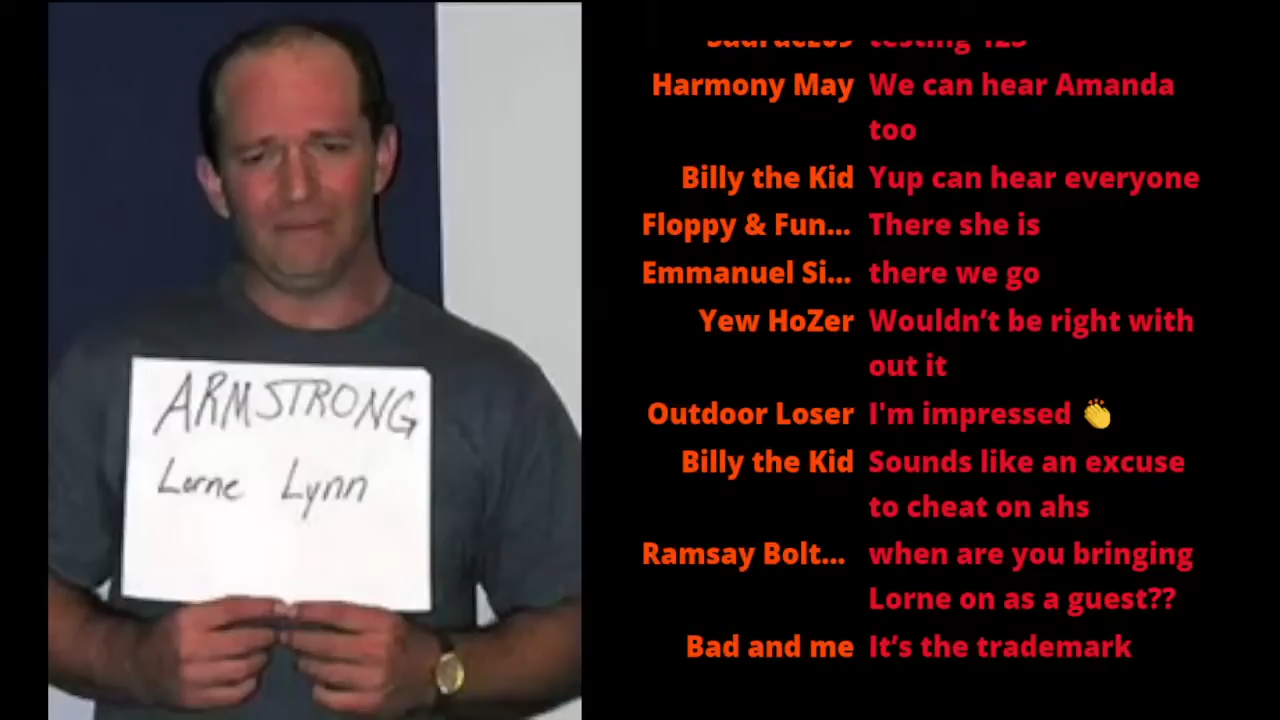 ARMSTRONG
Lorne Lynn
testing 123
Harmony May We can hear Amanda
too
Billy the Kid Yup can hear everyone
Floppy & Fun... There she is
Emmanuel Si... there we go
Yew HoZer Wouldn’t be right with
out it
Outdoor Loser I'm impressed 👏
Billy the Kid Sounds like an excuse
to cheat on ahs
Ramsay Bolt... when are you bringing
Lorne on as a guest??
Bad and me It’s the trademark